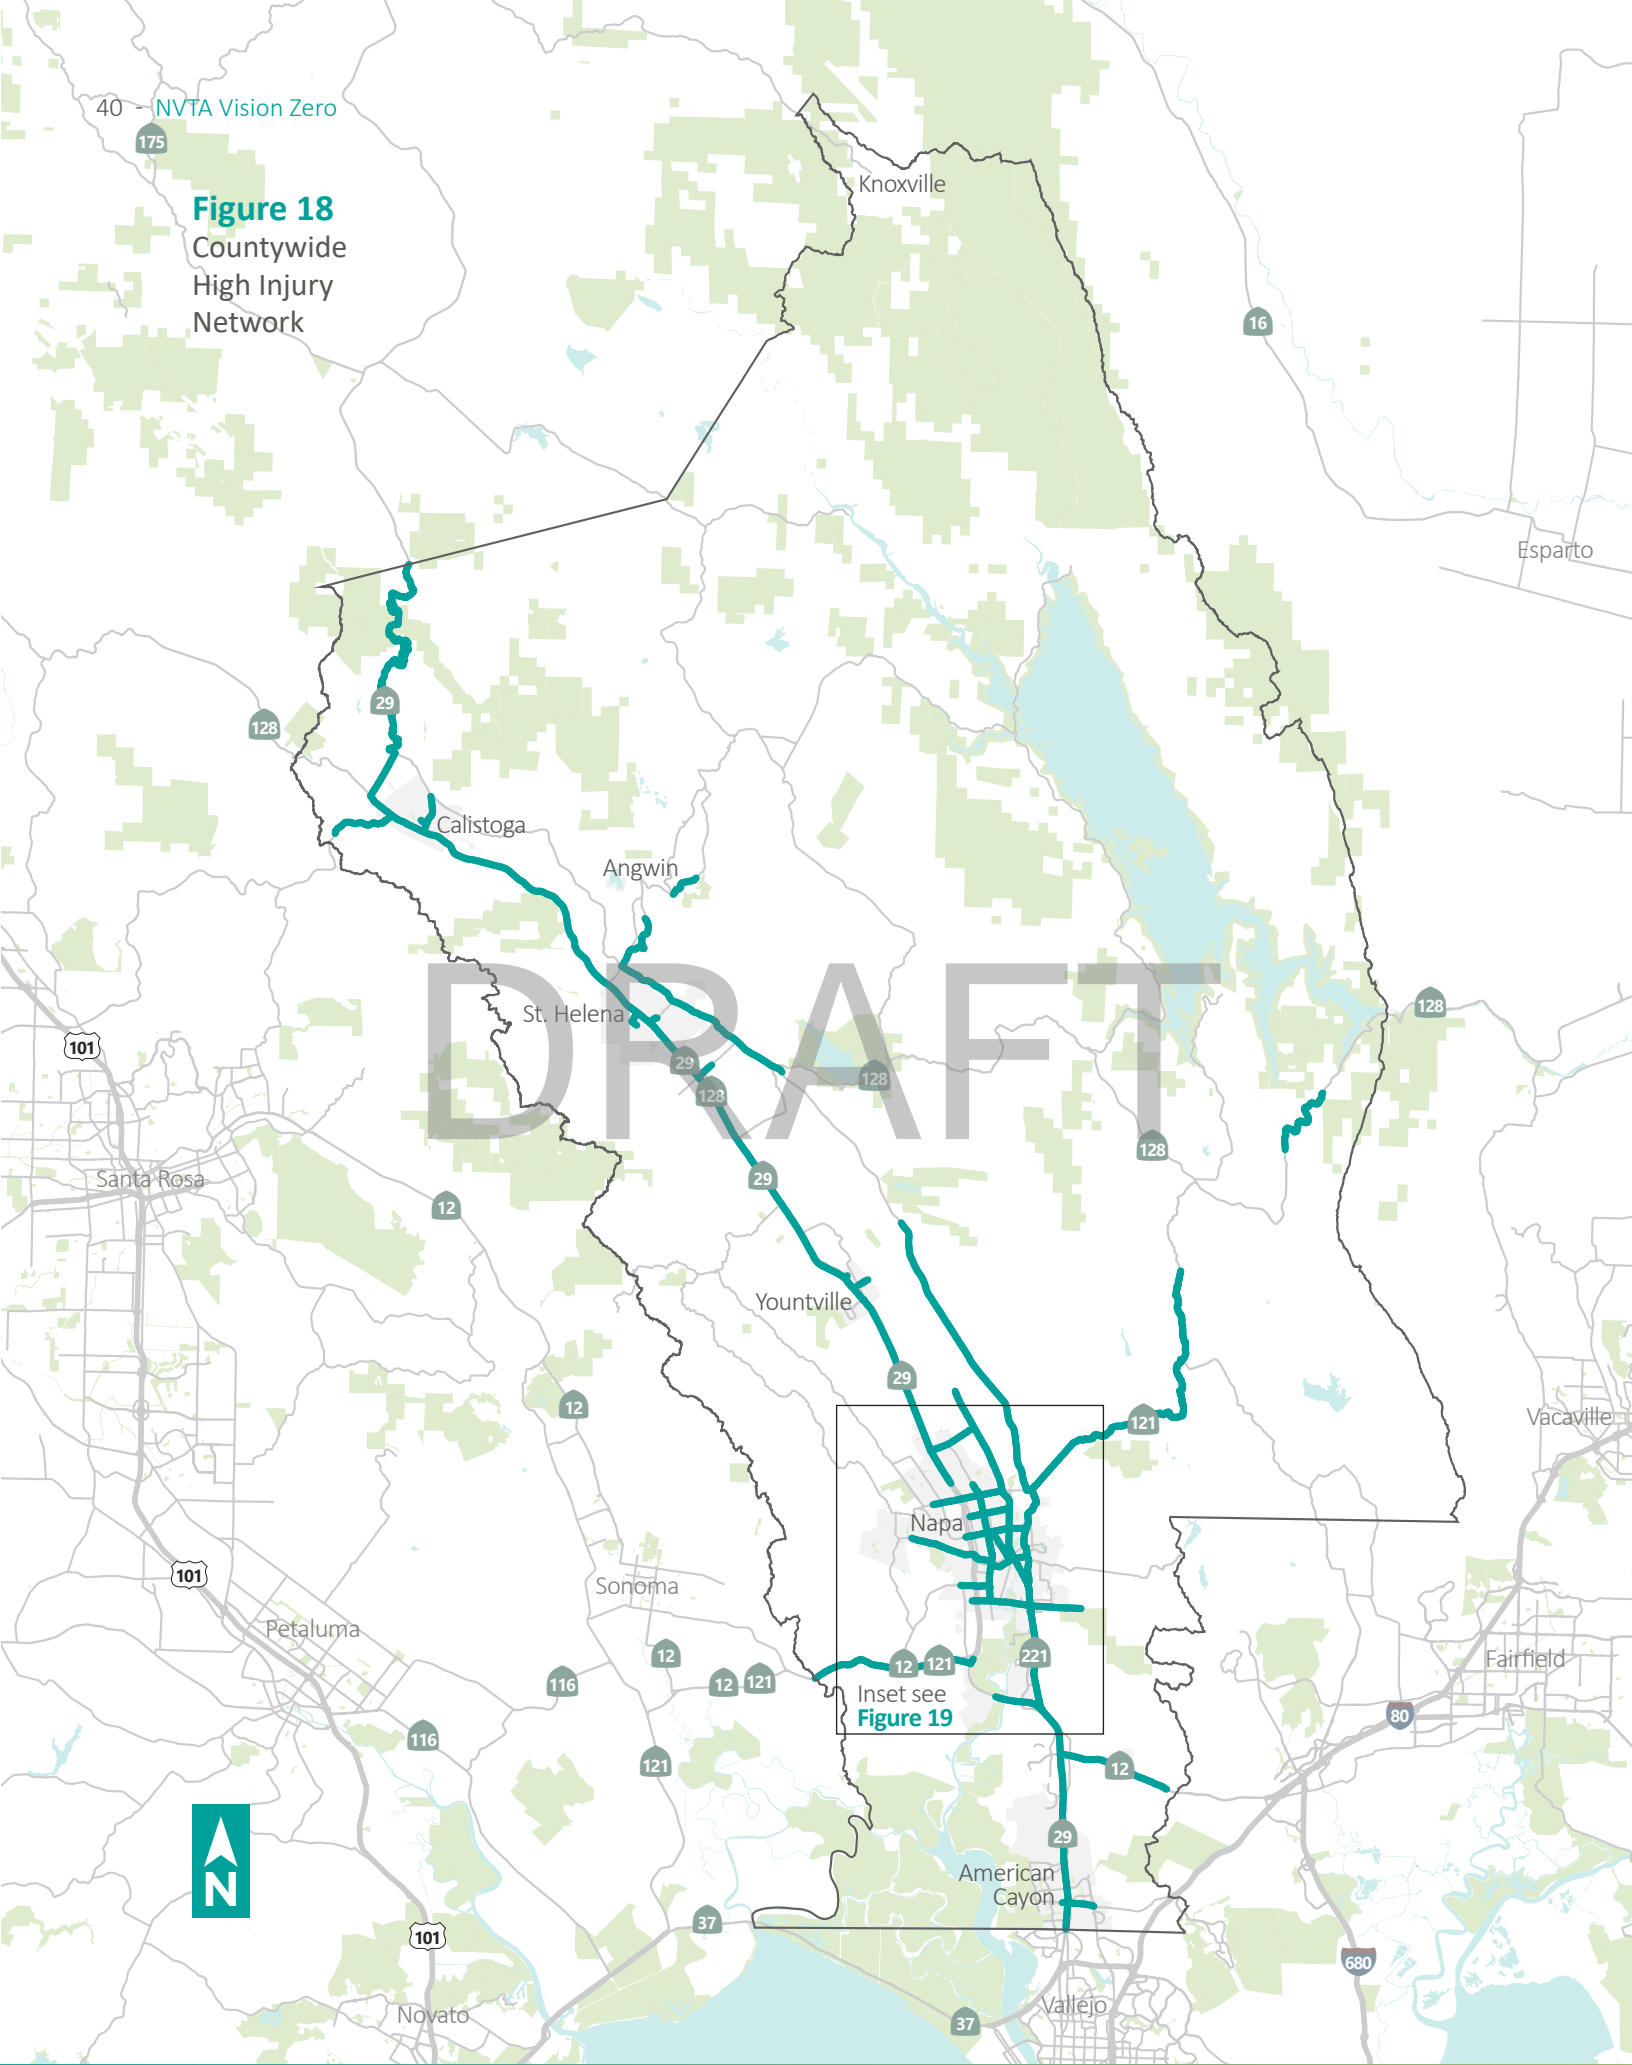 40 - NVTA Vision Zero
175
Figure 18
Countywide
High Injury
Network
Knoxville
16
Esparto
29
128
Calistoga
Angwin
DRAFT
St. Helena
128
101
29
128
128
128
Santa Rosa
12
29
Yountville
29
12
121
Vacaville
Napa
101
Sonoma
Petaluma
12
221
Fairfield
116
12
121
12
121
Inset see
Figure 19
80
116
121
12
29
American
Cayon
N
37
101
680
Vallejo
Novato
37